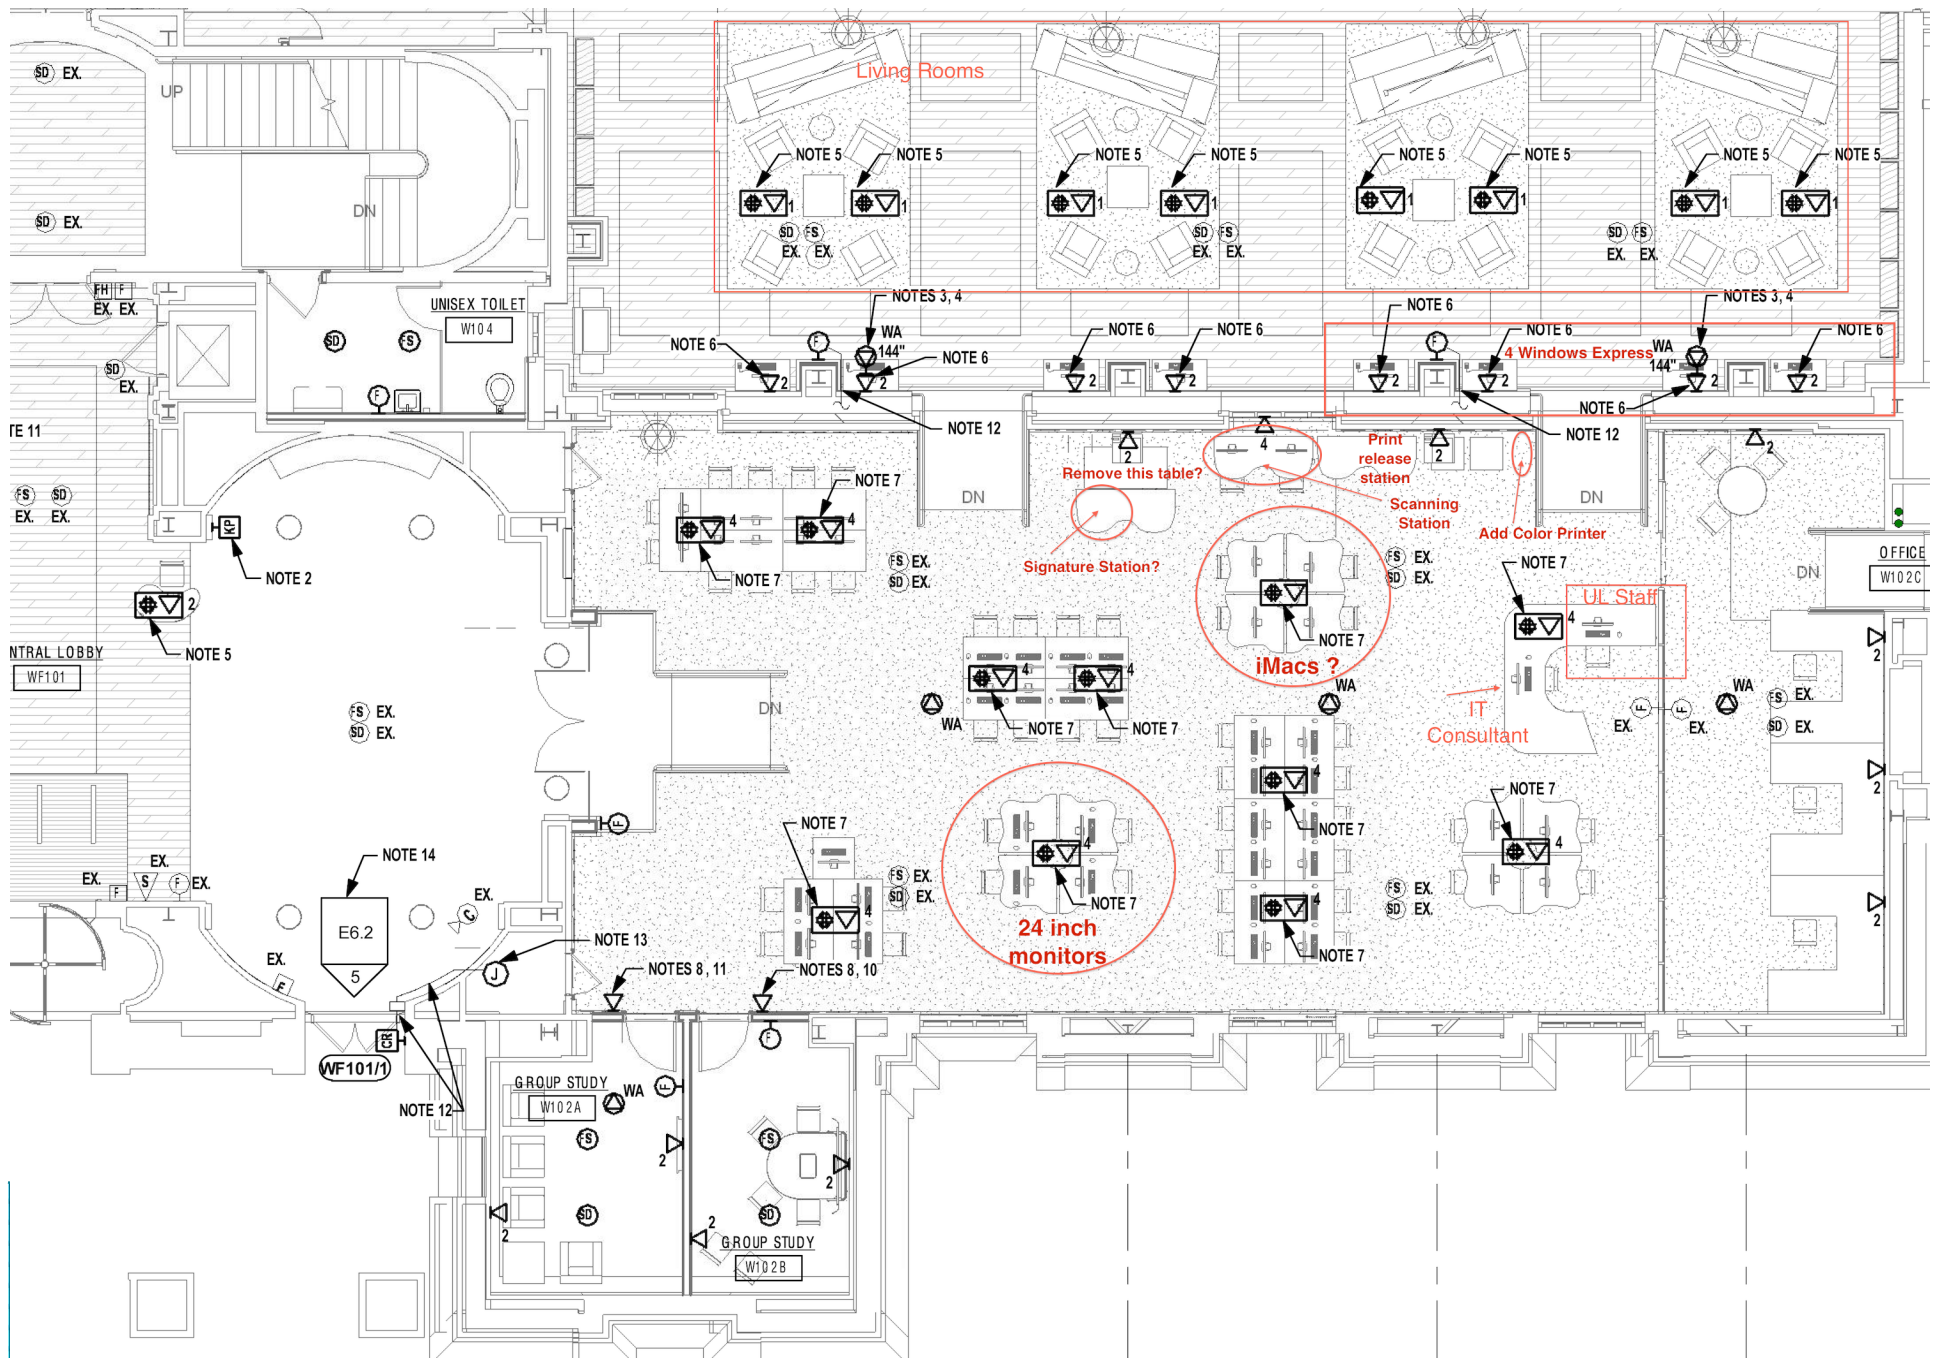 SD EX.
UP
DN
SD EX.
FH F
EX. EX.
SD
EX.
UNISEX TOILET
W104
SD
FS
F
Living Rooms
NOTE 5
NOTE 5
NOTE 5
NOTE 5
NOTE 5
NOTE 5
NOTE 5
NOTE 5
1
1
1
1
1
1
1
1
SD FS
EX. EX.
SD FS
EX. EX.
SD FS
EX. EX.
NOTES 3, 4
NOTES 3, 4
NOTE 6
NOTE 6
NOTE 6
NOTE 6
NOTE 6
NOTE 6
NOTE 6
NOTE 6
F
WA
144"
F
4 Windows Express
WA
144"
2
2
2
2
2
2
2
2
NOTE 12
NOTE 12
TE 11
FS SD
EX. EX.
KP
NOTE 2
2
NOTE 5
NTRAL LOBBY
WF101
FS EX.
SD EX.
NOTE 7
4
4
NOTE 7
DN
Remove this table?
2
4
Print
release
station
2
Scanning
Station
Add Color Printer
Signature Station?
DN
2
FS EX.
SD EX.
FS EX.
SD EX.
NOTE 7
iMacs ?
NOTE 7
4
UL Staff
OFFICE
W102C
DN
2
4
4
NOTE 7
NOTE 7
WA
WA
DN
IT
Consultant
F
EX.
F
EX.
FS EX.
SD EX.
2
4
NOTE 7
4
NOTE 7
NOTE 7
4
NOTE 7
4
NOTE 7
4
24 inch
monitors
FS EX.
SD EX.
FS EX.
SD EX.
2
F
NOTE 14
E6.2
5
EX.
EX.
F
S
F EX.
EX.
C
EX.
F
NOTE 13
J
NOTES 8, 11
NOTES 8, 10
CR
WF101/1
NOTE 12
GROUP STUDY
W102A
WA
F
F
FS
SD
2
2
FS
SD
2
2
GROUP STUDY
W102B